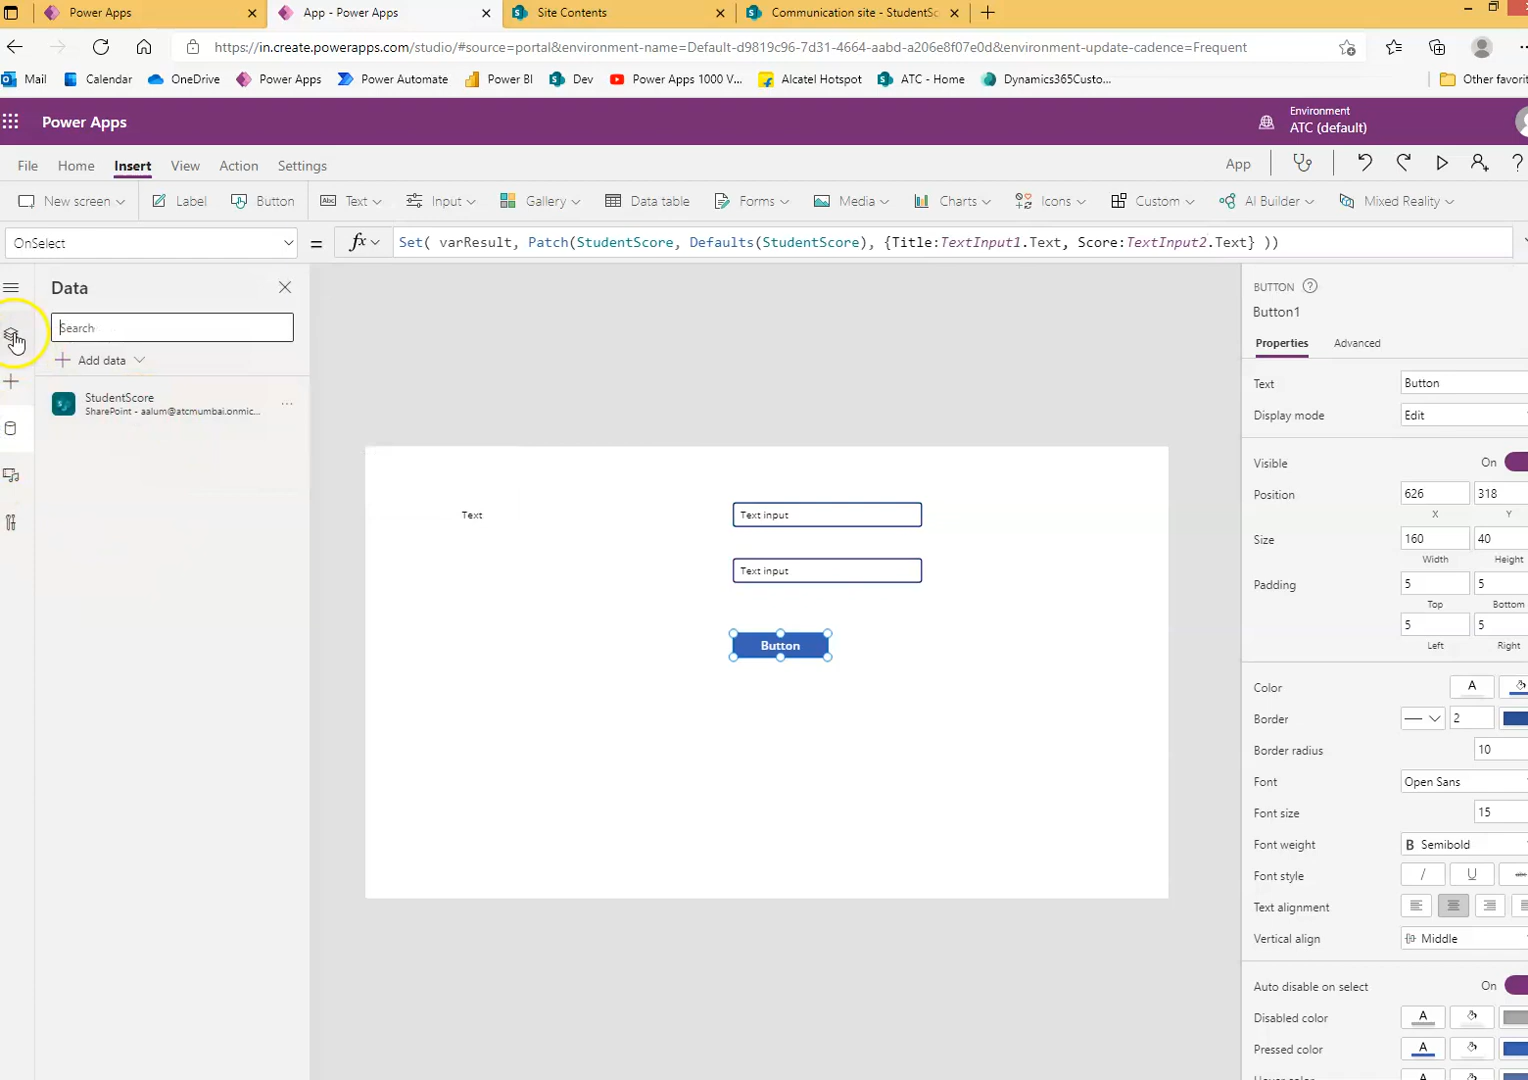 Power Apps
App - Power Apps
Site Contents
Communication site - StudentSc
https://in.create.powerapps.com/studio/#source=portal&environment-name=Default-d9819c96-7d31-4664-aabd-a206e8f07e0d&environment-update-cadence=Frequent
Mail Calendar OneDrive Power Apps Power Automate Power BI Dev Power Apps 1000 V... Alcatel Hotspot ATC - Home Dynamics365Custo... Other favorit
Power Apps
Environment
ATC (default)
File Home Insert View Action Settings App
New screen Label Button Text Input Gallery Data table Forms Media Charts Icons Custom AI Builder Mixed Reality
OnSelect = fx Set( varResult, Patch(StudentScore, Defaults(StudentScore), {Title:TextInput1.Text, Score:TextInput2.Text} ))
Data
Search
Add data
StudentScore
SharePoint - aalum@atcmumbai.onmic...
Text
Text input
Text input
Button
BUTTON
Button1
Properties Advanced
Text Button
Display mode Edit
Visible On
Position 626 318
X Y
Size 160 40
Width Height
Padding 5 5
Top Bottom
5 5
Left Right
Color A
Border 2
Border radius 10
Font Open Sans
Font size 15
Font weight B Semibold
Font style / U abc
Text alignment
Vertical align Middle
Auto disable on select On
Disabled color A
Pressed color A